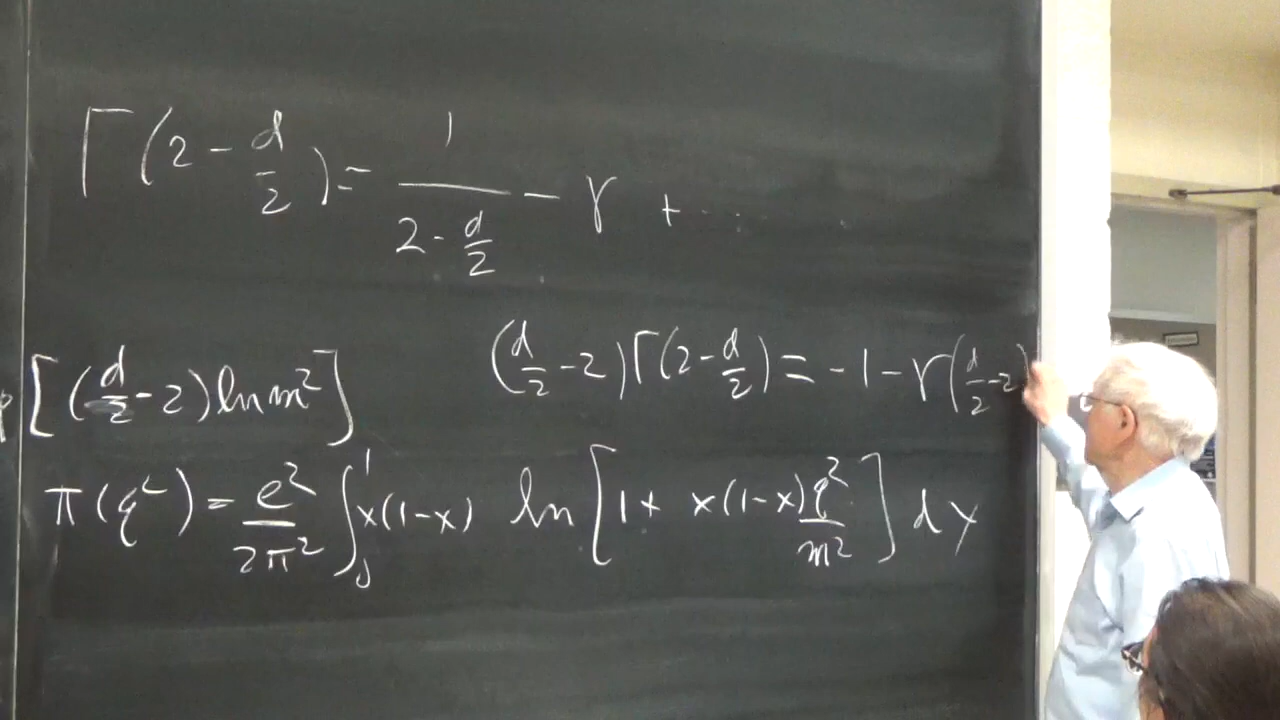 Γ(2 - d/2) = 1/(2 - d/2) - γ + ....
[(d/2 - 2) ln m²]
(d/2 - 2)Γ(2 - d/2) = -1 - γ(d/2 - 2)
π(q²) = e²/2π² ∫₀¹ x(1-x) ln [1 + x(1-x)q²/m²] dx